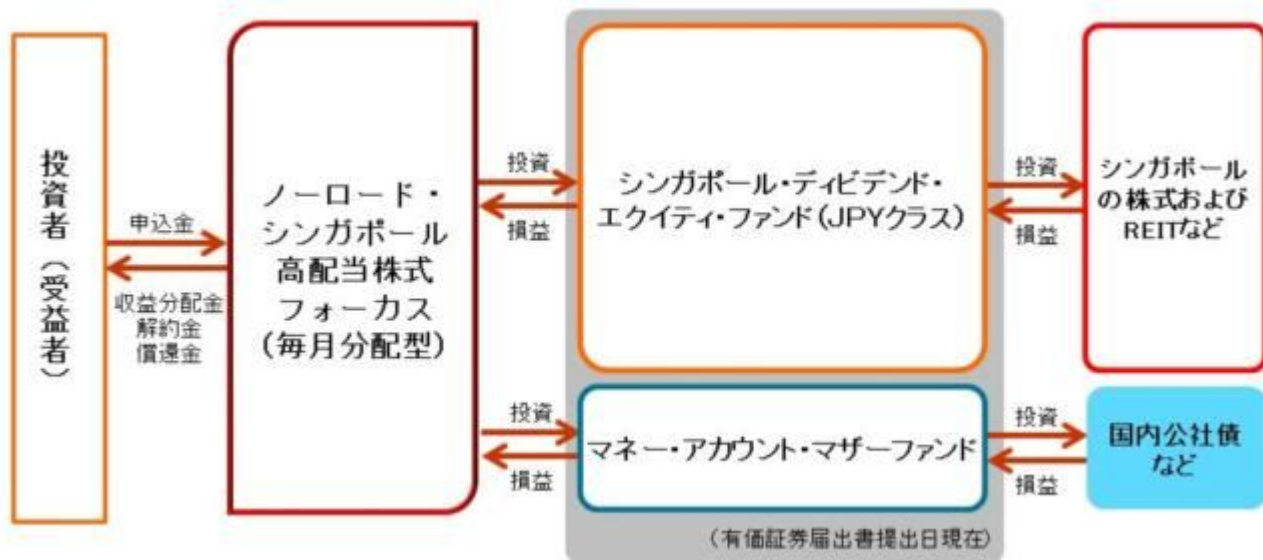 投資者（受益者）
申込金
収益分配金
解約金
償還金
ノーロード・
シンガポール
高配当株式
フォーカス
（毎月分配型）
投資
損益
シンガポール・ディビデンド・
エクイティ・ファンド（JPYクラス）
投資
損益
シンガポール
の株式および
REITなど
投資
損益
マネー・アカウント・マザーファンド
投資
損益
国内公社債
など
（有価証券届出書提出日現在）